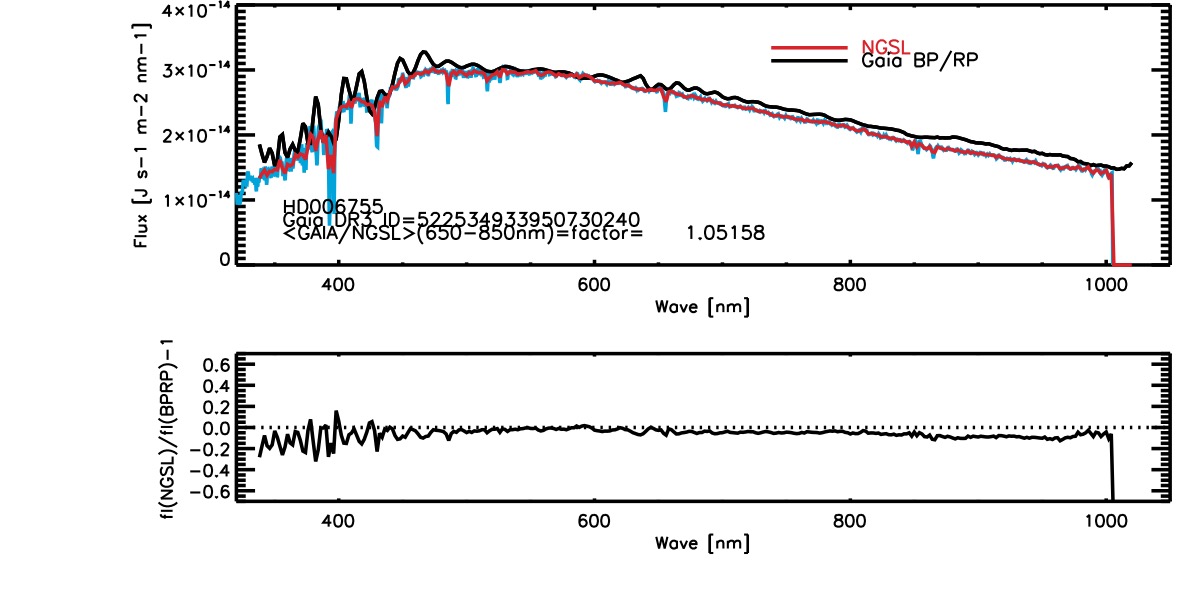 4×10−14
3×10−14
2×10−14
1×10−14
0
Flux [J s−1 m−2 nm−1]
NGSL
Gaia BP/RP
HD006755
Gaia DR3 ID=522534933950730240
<GAIA/NGSL>(650−850nm)=factor= 1.05158
400 600 800 1000
Wave [nm]
fl(NGSL)/fl(BPRP)−1
0.6
0.4
0.2
0.0
−0.2
−0.4
−0.6
400 600 800 1000
Wave [nm]